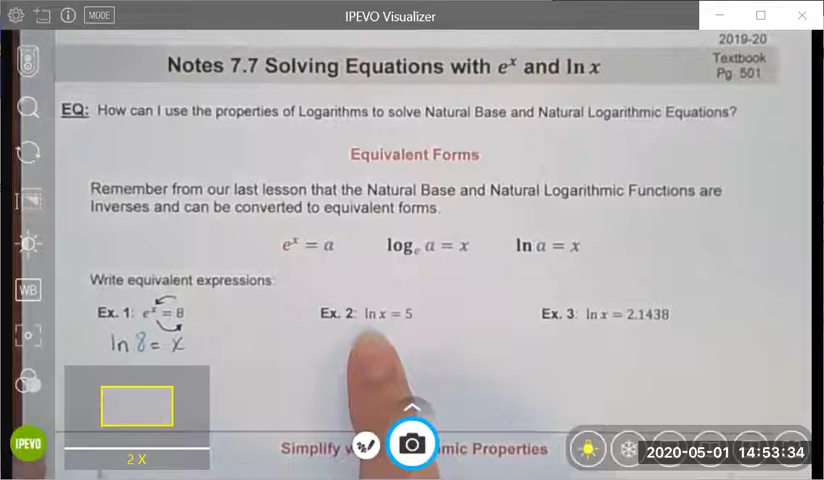 IPEVO Visualizer
MODE
2019-20
Textbook
Pg. 501
Notes 7.7 Solving Equations with eˣ and ln x
EQ: How can I use the properties of Logarithms to solve Natural Base and Natural Logarithmic Equations?
Equivalent Forms
Remember from our last lesson that the Natural Base and Natural Logarithmic Functions are
Inverses and can be converted to equivalent forms.
eˣ = a logₑ a = x ln a = x
Write equivalent expressions:
Ex. 1: eˣ = 8 Ex. 2: ln x = 5 Ex. 3: ln x = 2.1438
ln 8 = x
WB
IPEVO
2 X
Simplify mic Properties
2020-05-01 14:53:34